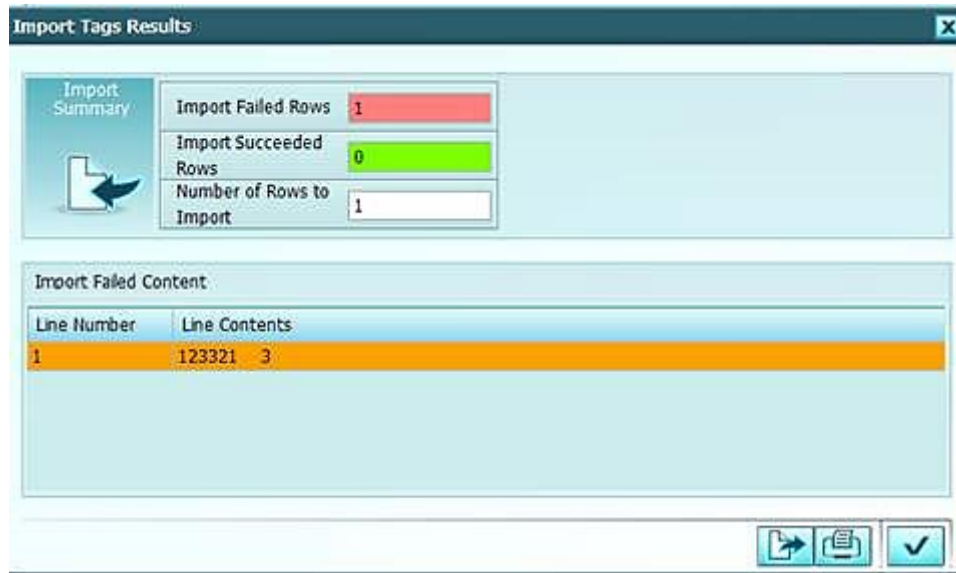 Import Tags Results
Import
Summary
Import Failed Rows 1
Import Succeeded
Rows
0
Number of Rows to
Import
1
Import Failed Content
Line Number Line Contents
1 123321 3